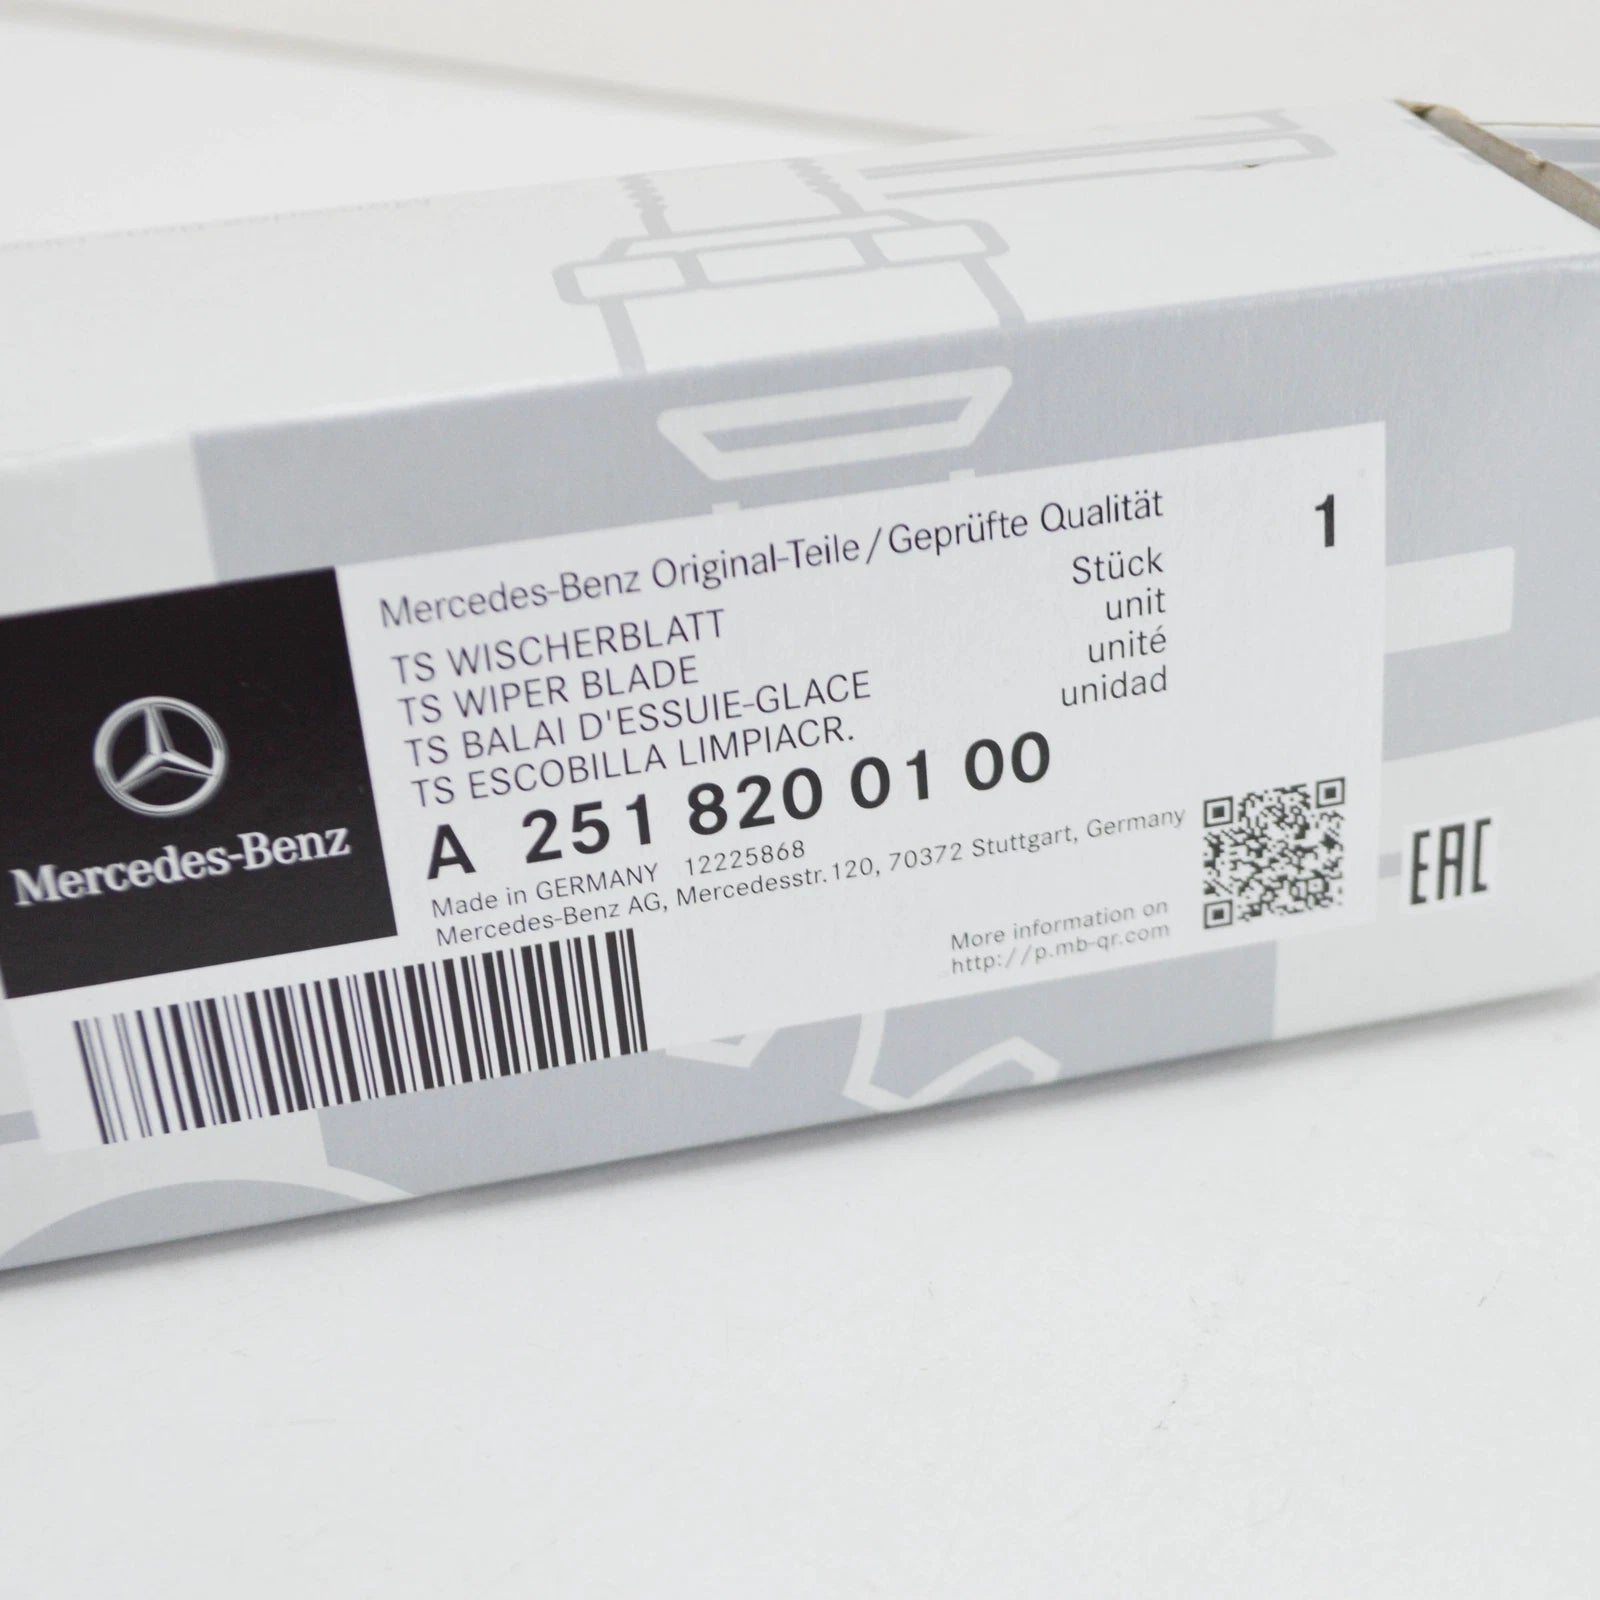 Mercedes-Benz Original-Teile / Geprüfte Qualität
1
Stück
unit
unité
unidad
TS WISCHERBLATT
TS WIPER BLADE
TS BALAI D'ESSUIE-GLACE
TS ESCOBILLA LIMPIACR.
A 251 820 01 00
Made in GERMANY 12225868
Mercedes-Benz AG, Mercedesstr. 120, 70372 Stuttgart, Germany
More information on
http://p.mb-qr.com
Mercedes-Benz
EAC